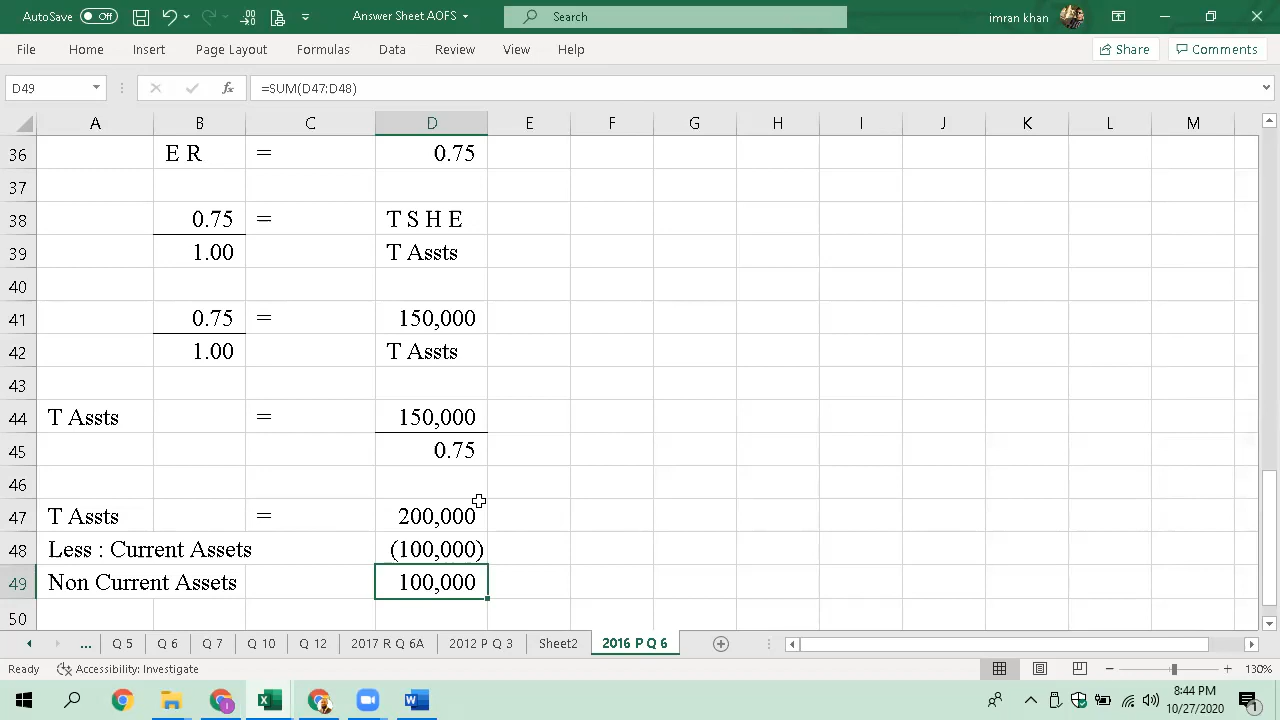 AutoSave Off Answer Sheet AOFS Search imran khan
File Home Insert Page Layout Formulas Data Review View Help Share Comments
D49 fx =SUM(D47:D48)
A B C D E F G H I J K L M
36 E R = 0.75
37
38 0.75 = T S H E
39 1.00 T Assts
40
41 0.75 = 150,000
42 1.00 T Assts
43
44 T Assts = 150,000
45 0.75
46
47 T Assts = 200,000
48 Less : Current Assets (100,000)
49 Non Current Assets 100,000
50
... Q 5 Q 6 Q 7 Q 10 Q 12 2017 R Q 6A 2012 P Q 3 Sheet2 2016 P Q 6
Ready Accessibility: Investigate 130%
8:44 PM
10/27/2020
1